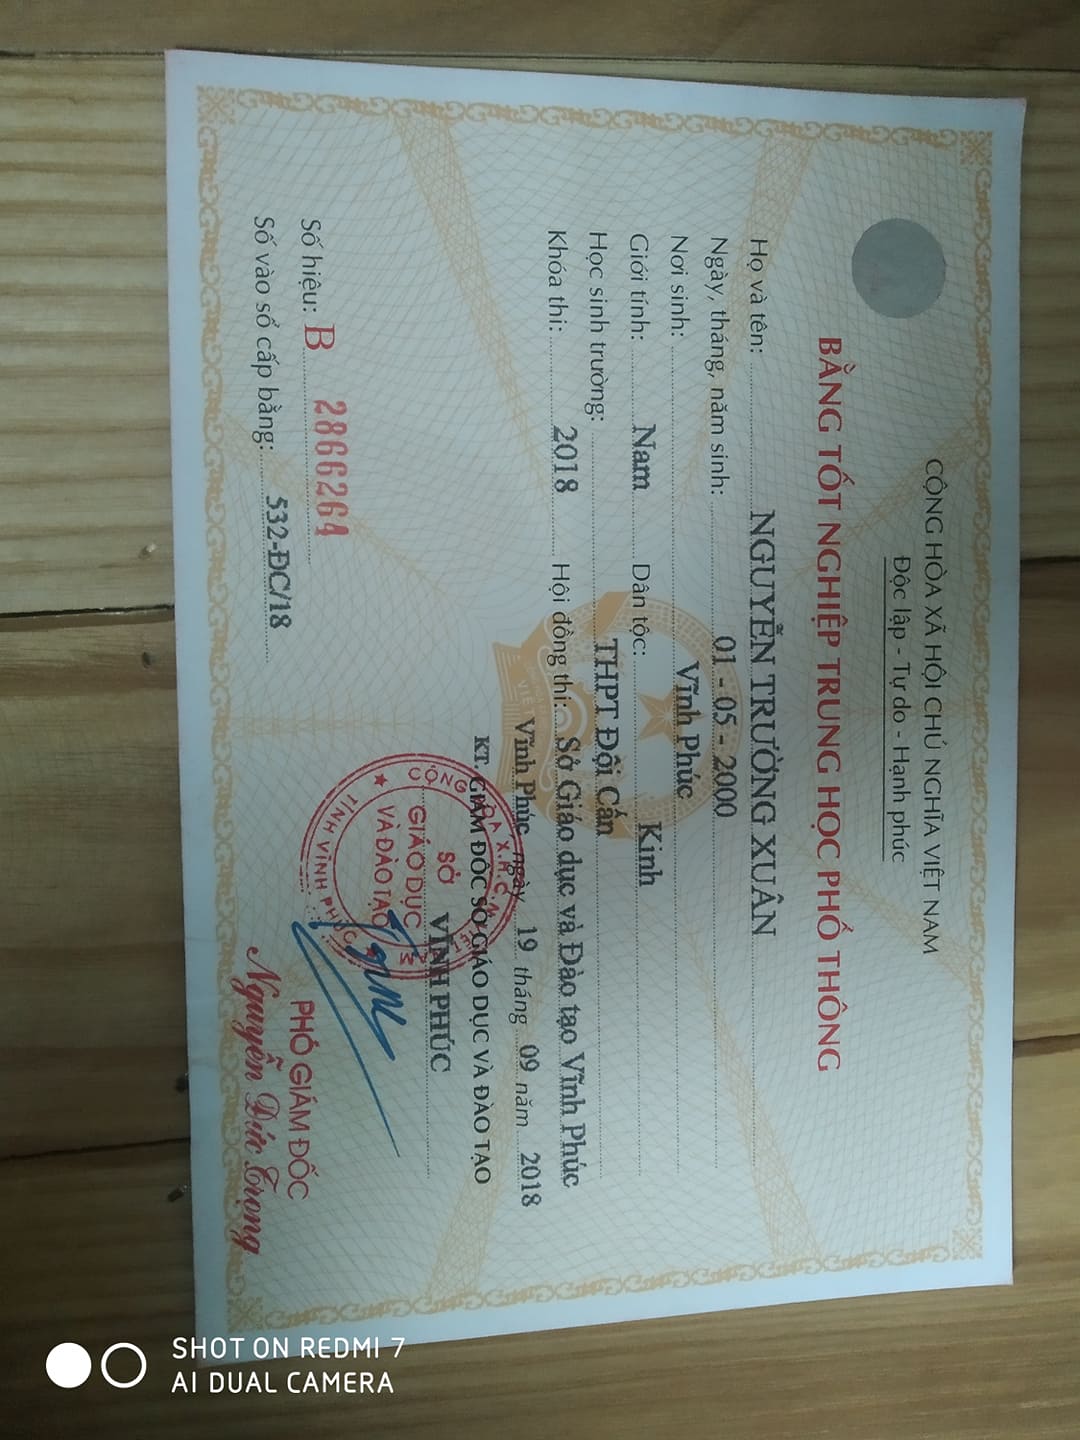 CỘNG HÒA XÃ HỘI CHỦ NGHĨA VIỆT NAM
Độc lập - Tự do - Hạnh phúc
BẰNG TỐT NGHIỆP TRUNG HỌC PHỔ THÔNG
Họ và tên: NGUYỄN TRƯỜNG XUÂN
Ngày, tháng, năm sinh: 01 - 05 - 2000
Nơi sinh: Vĩnh Phúc
Giới tính: Nam Dân tộc: Kinh
Học sinh trường: THPT Đội Cấn
Khóa thi: 2018 Hội đồng thi: Sở Giáo dục và Đào tạo Vĩnh Phúc
Vĩnh Phúc ngày 19 tháng 09 năm 2018
KT. GIÁM ĐỐC SỞ GIÁO DỤC VÀ ĐÀO TẠO
VĨNH PHÚC
SỞ
GIÁO DỤC
VÀ ĐÀO TẠO
TỈNH VĨNH PHÚC
PHÓ GIÁM ĐỐC
Nguyễn Đức Trọng
Số hiệu: B 2866264
Số vào sổ cấp bằng: 532-ĐC/18
SHOT ON REDMI 7
AI DUAL CAMERA